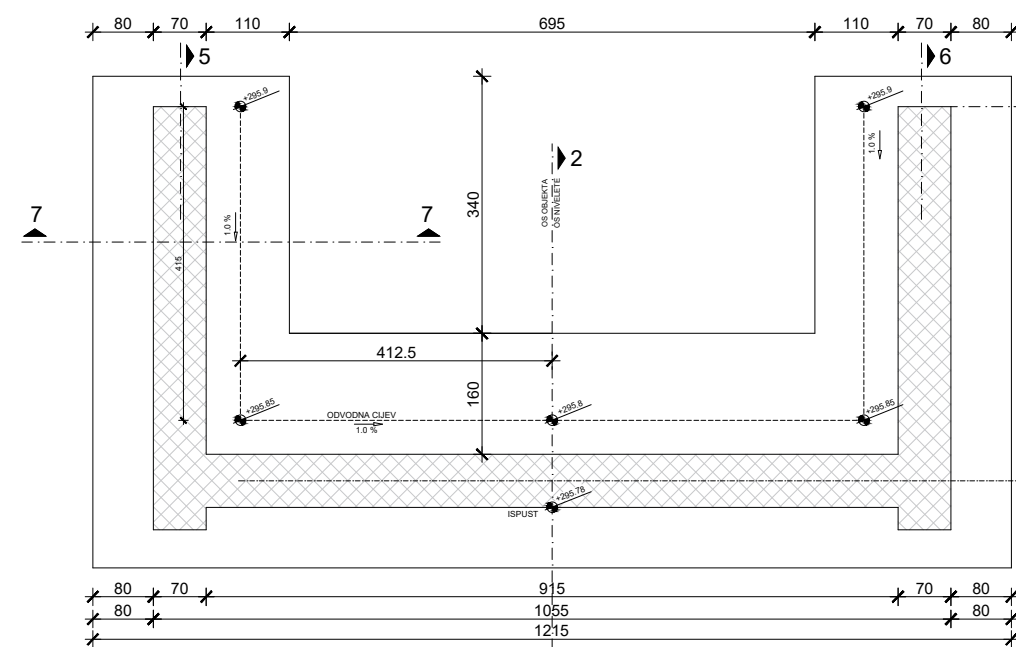 80 70 110 695 110 70 80
5 6
+295.9 +295.9
2
1.0 %
OS OBJEKTA
OS NIVELETE
340
7 7
1.0 %
415
412.5
160
+295.85 ODVODNA CIJEV +295.8 +295.85
1.0 %
+295.78
ISPUST
80 70 915 70 80
80 1055 80
1215